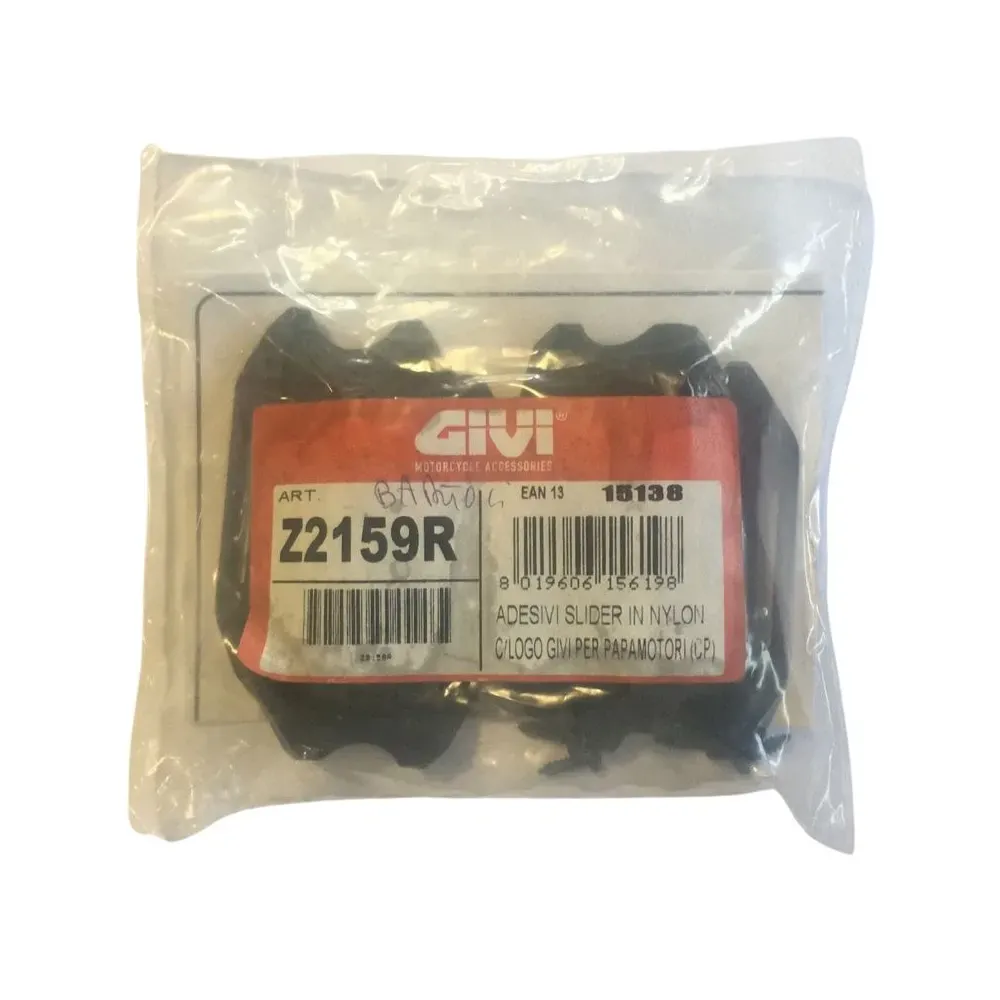 GIVI®
MOTORCYCLE ACCESSORIES
ART.
Z2159R
EAN 13 15138
8 019606 156198
ADESIVI SLIDER IN NYLON
C/LOGO GIVI PER PAPAMOTORI (CP)